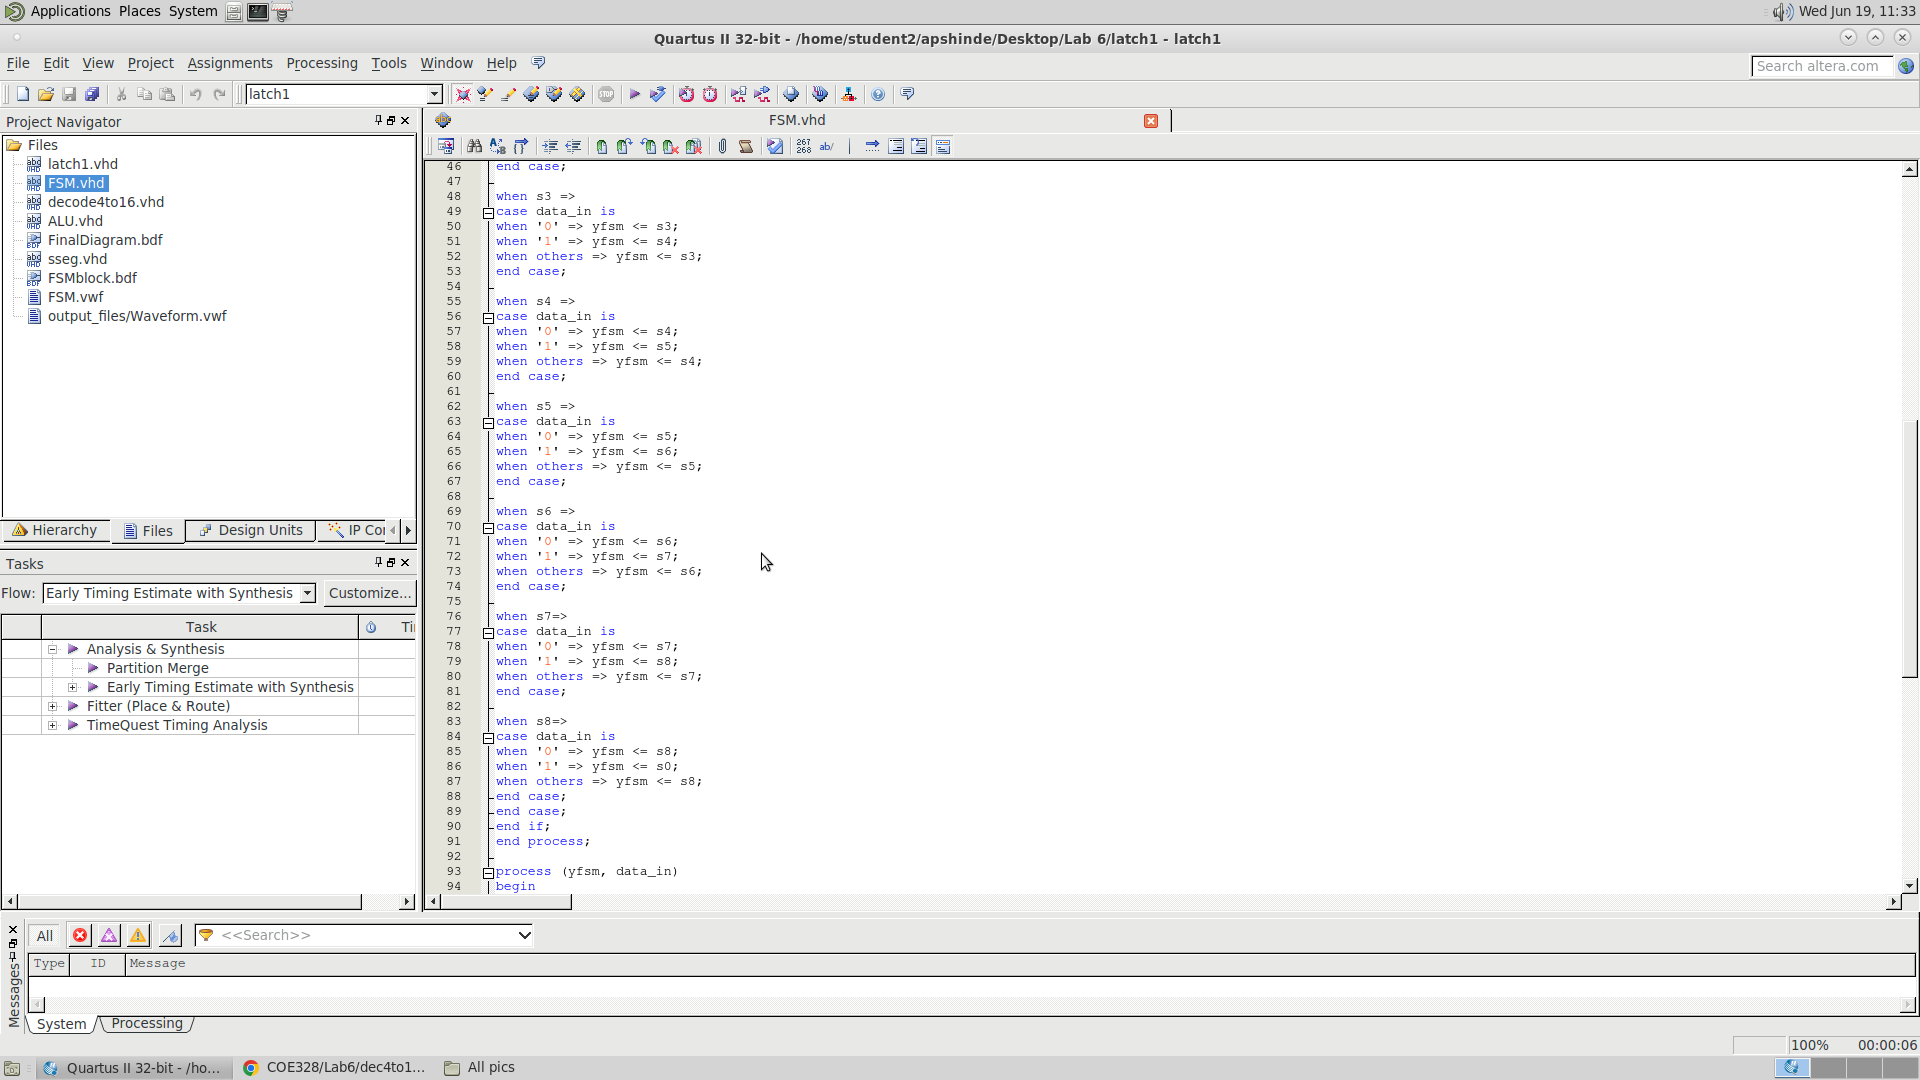 Applications Places System
Wed Jun 19, 11:33
Quartus II 32-bit - /home/student2/apshinde/Desktop/Lab 6/latch1 - latch1
File Edit View Project Assignments Processing Tools Window Help
Search altera.com
latch1
Project Navigator
Files
latch1.vhd
FSM.vhd
decode4to16.vhd
ALU.vhd
FinalDiagram.bdf
sseg.vhd
FSMblock.bdf
FSM.vwf
output_files/Waveform.vwf
Hierarchy Files Design Units IP Co
Tasks
Flow: Early Timing Estimate with Synthesis Customize...
Task Ti
Analysis & Synthesis
Partition Merge
Early Timing Estimate with Synthesis
Fitter (Place & Route)
TimeQuest Timing Analysis
FSM.vhd
267
268 ab/
46 end case;
47
48 when s3 =>
49 case data_in is
50 when '0' => yfsm <= s3;
51 when '1' => yfsm <= s4;
52 when others => yfsm <= s3;
53 end case;
54
55 when s4 =>
56 case data_in is
57 when '0' => yfsm <= s4;
58 when '1' => yfsm <= s5;
59 when others => yfsm <= s4;
60 end case;
61
62 when s5 =>
63 case data_in is
64 when '0' => yfsm <= s5;
65 when '1' => yfsm <= s6;
66 when others => yfsm <= s5;
67 end case;
68
69 when s6 =>
70 case data_in is
71 when '0' => yfsm <= s6;
72 when '1' => yfsm <= s7;
73 when others => yfsm <= s6;
74 end case;
75
76 when s7=>
77 case data_in is
78 when '0' => yfsm <= s7;
79 when '1' => yfsm <= s8;
80 when others => yfsm <= s7;
81 end case;
82
83 when s8=>
84 case data_in is
85 when '0' => yfsm <= s8;
86 when '1' => yfsm <= s0;
87 when others => yfsm <= s8;
88 end case;
89 end case;
90 end if;
91 end process;
92
93 process (yfsm, data_in)
94 begin
Messages
All <<Search>>
Type ID Message
System Processing
100% 00:00:06
Quartus II 32-bit - /ho... COE328/Lab6/dec4to1... All pics